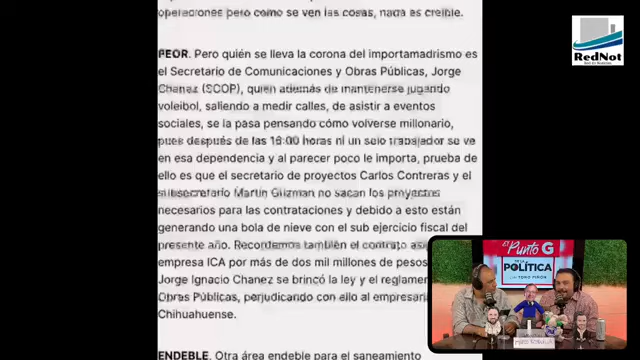 operaciones pero como se ven las cosas, nada es creíble.
PEOR. Pero quién se lleva la corona del importamadrismo es
el Secretario de Comunicaciones y Obras Públicas, Jorge
Chanez (SCOP), quien además de mantenerse jugando
voleibol, saliendo a medir calles, de asistir a eventos
sociales, se la pasa pensando cómo volverse millonario,
pues después de las 16:00 horas ni un solo trabajador se ve
en esa dependencia y al parecer poco le importa, prueba de
ello es que el secretario de proyectos Carlos Contreras y el
subsecretario Martín Guzman no sacan los proyectos
necesarios para las contrataciones y debido a esto están
generando una bola de nieve con el sub ejercicio fiscal del
presente año. Recordemos también el contrato
empresa ICA por más de dos mil millones de pesos
Jorge Ignacio Chanez se brincó la ley y el
Obras Públicas, perjudicando con ello al
Chihuahuense.
ENDEBLE. Otra área endeble para el saneamiento
RedNot
El Punto G
DE LA
POLÍTICA
CON TOÑO PIÑÓN